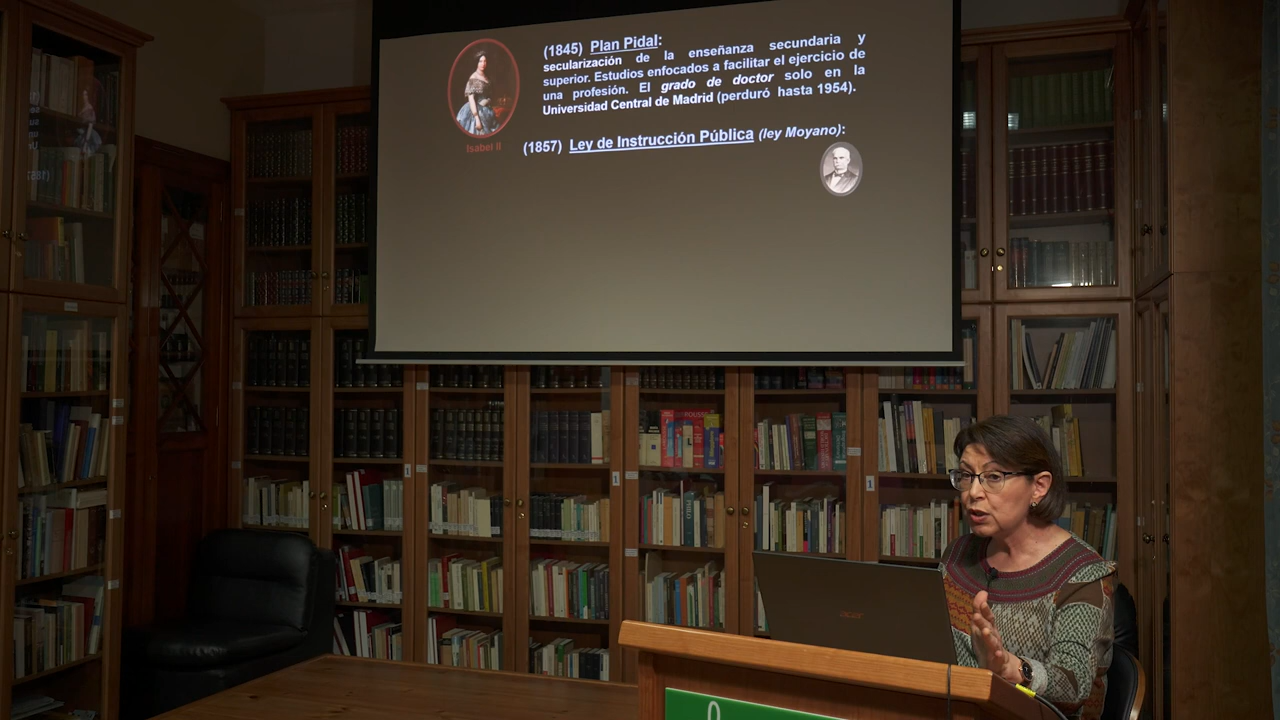 (1845) Plan Pidal:
secularización de la enseñanza secundaria y
superior. Estudios enfocados a facilitar el ejercicio de
una profesión. El grado de doctor solo en la
Universidad Central de Madrid (perduró hasta 1954).
Isabel II
(1857) Ley de Instrucción Pública (ley Moyano):
ROUSSE
acer